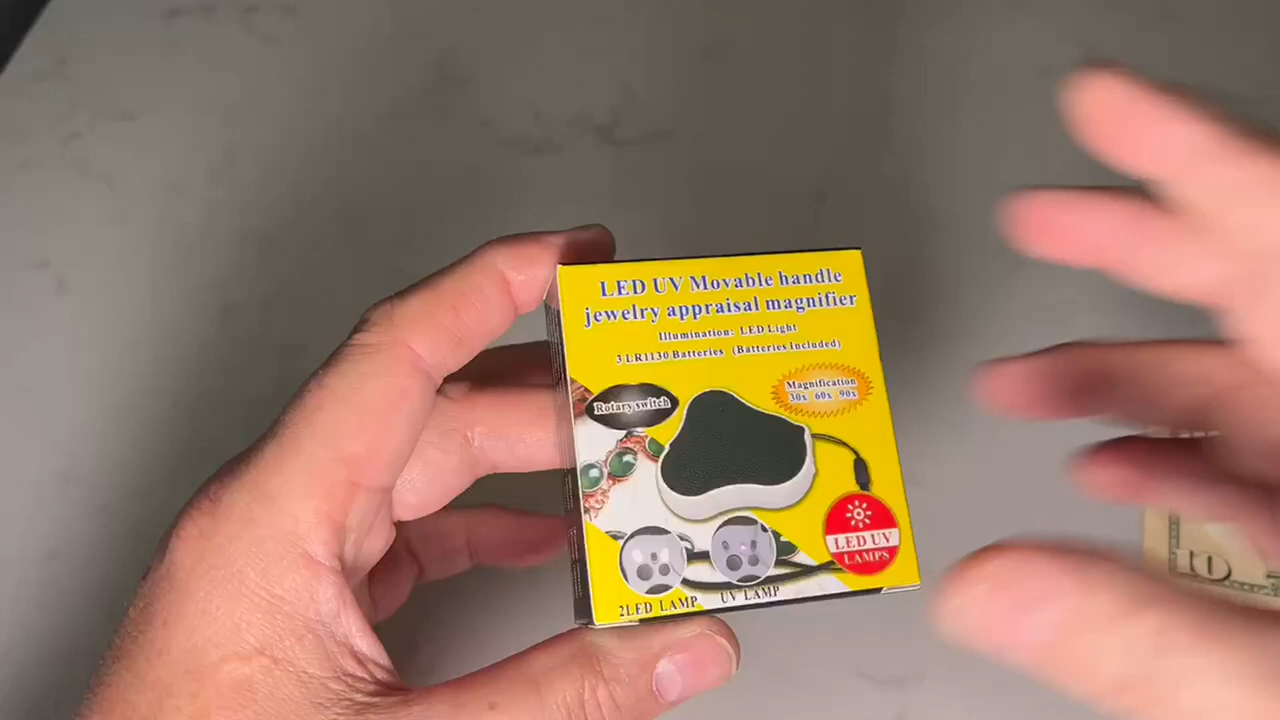 LED UV Movable handle
jewelry appraisal magnifier
Illumination: LED Light
3 LR1130 Batteries (Batteries Included)
Magnification
30x 60x 90x
Rotary switch
LED UV
LAMPS
2LED LAMP
UV LAMP
10